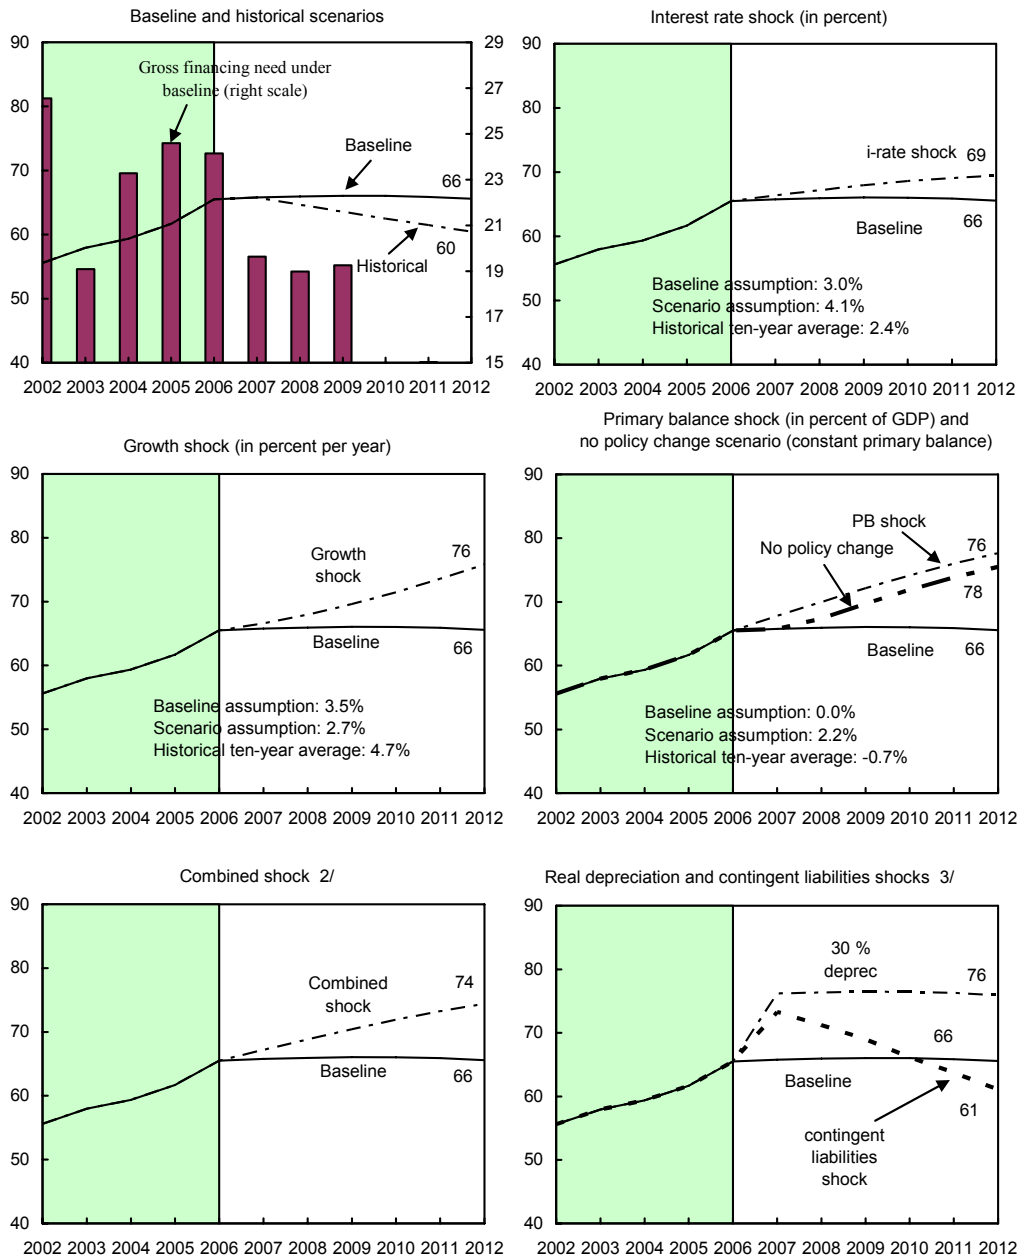 Baseline and historical scenarios
90
80
70
60
50
40
29
27
25
23
22
21
19
17
15
Gross financing need under
baseline (right scale)
Baseline
66
60
Historical
2002 2003 2004 2005 2006 2007 2008 2009 2010 2011 2012
Interest rate shock (in percent)
90
80
70
60
50
40
i-rate shock 69
Baseline
66
Baseline assumption: 3.0%
Scenario assumption: 4.1%
Historical ten-year average: 2.4%
2002 2003 2004 2005 2006 2007 2008 2009 2010 2011 2012
Growth shock (in percent per year)
90
80
70
60
50
40
Growth
shock
76
Baseline
66
Baseline assumption: 3.5%
Scenario assumption: 2.7%
Historical ten-year average: 4.7%
2002 2003 2004 2005 2006 2007 2008 2009 2010 2011 2012
Primary balance shock (in percent of GDP) and
no policy change scenario (constant primary balance)
90
80
70
60
50
40
PB shock
No policy change
76
78
Baseline
66
Baseline assumption: 0.0%
Scenario assumption: 2.2%
Historical ten-year average: -0.7%
2002 2003 2004 2005 2006 2007 2008 2009 2010 2011 2012
Combined shock 2/
90
80
70
60
50
40
Combined
shock
74
Baseline
66
2002 2003 2004 2005 2006 2007 2008 2009 2010 2011 2012
Real depreciation and contingent liabilities shocks 3/
90
80
70
60
50
40
30 %
deprec
76
66
Baseline
61
contingent
liabilities
shock
2002 2003 2004 2005 2006 2007 2008 2009 2010 2011 2012